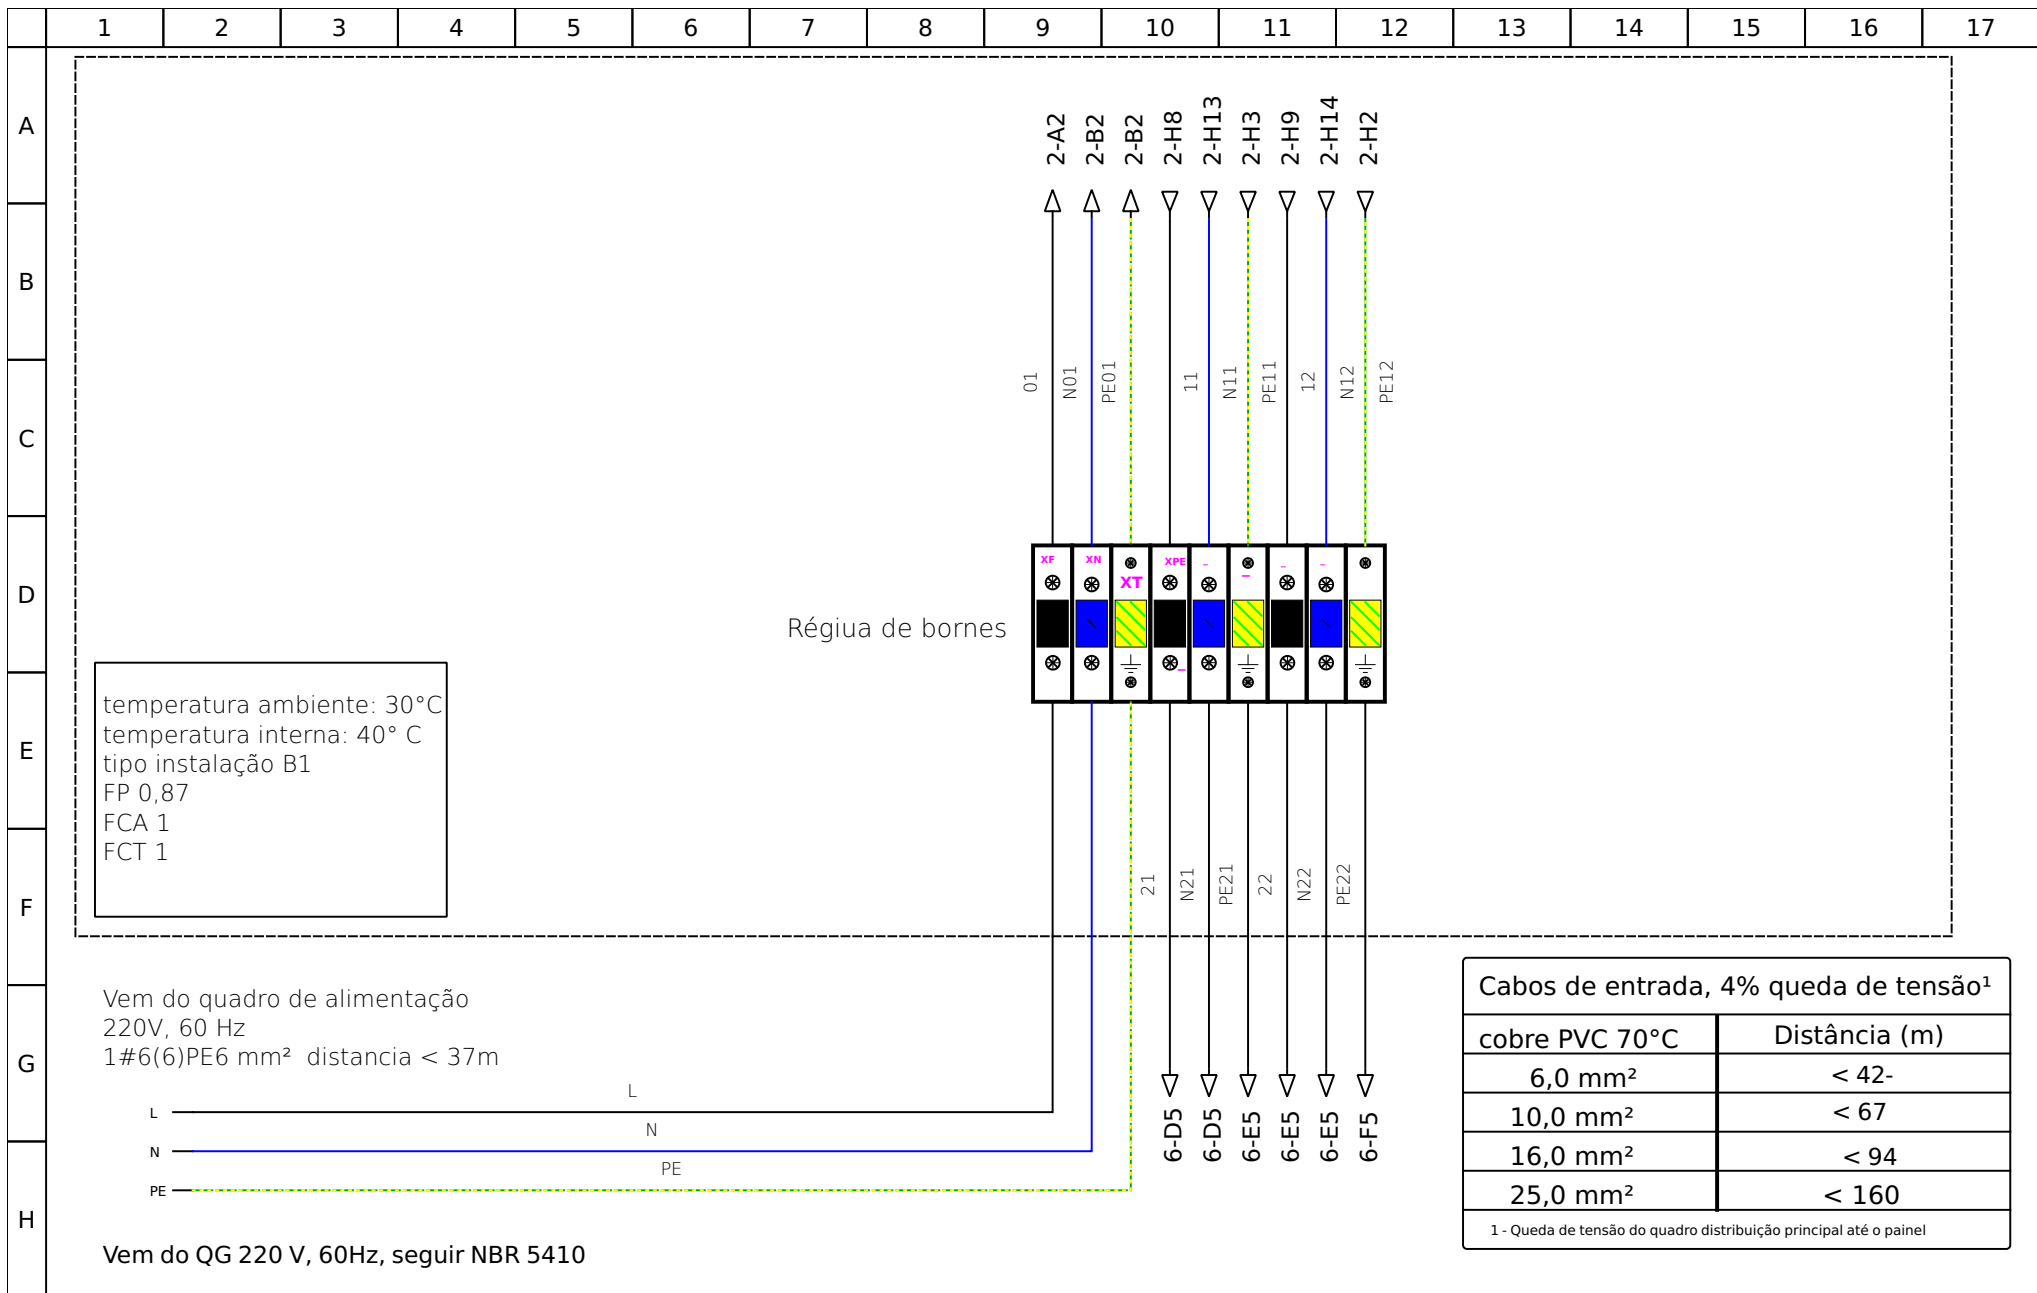 1 2 3 4 5 6 7 8 9 10 11 12 13 14 15 16 17
A
B
C
D
E
F
G
H
2-A2
2-B2
2-B2
2-H8
2-H13
2-H3
2-H9
2-H14
2-H2
01
N01
PE01
11
N11
PE11
12
N12
PE12
XF
XN
XT
XPE
Régiua de bornes
temperatura ambiente: 30°C
temperatura interna: 40° C
tipo instalação B1
FP 0,87
FCA 1
FCT 1
21
N21
PE21
22
N22
PE22
Vem do quadro de alimentação
220V, 60 Hz
1#6(6)PE6 mm² distancia < 37m
L
L
N
N
PE
PE
6-D5
6-D5
6-E5
6-E5
6-E5
6-F5
Vem do QG 220 V, 60Hz, seguir NBR 5410
Cabos de entrada, 4% queda de tensão¹
cobre PVC 70°C Distância (m)
6,0 mm² < 42-
10,0 mm² < 67
16,0 mm² < 94
25,0 mm² < 160
1 - Queda de tensão do quadro distribuição principal até o painel